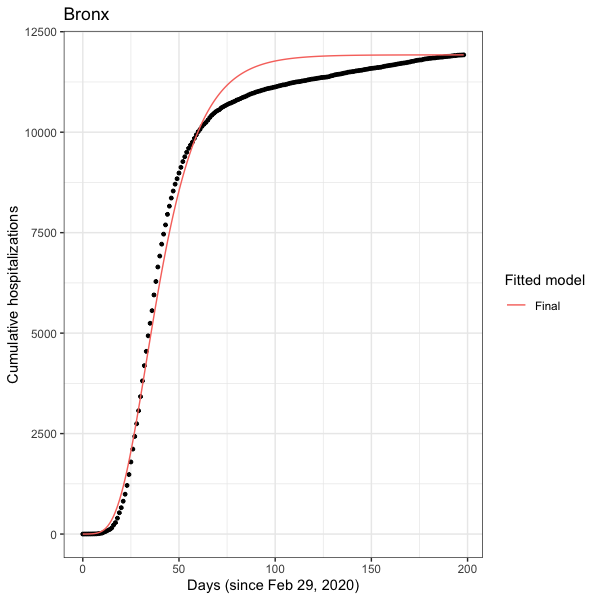 Bronx
12500
10000
7500
5000
2500
0
Cumulative hospitalizations
0 50 100 150 200
Days (since Feb 29, 2020)
Fitted model
Final